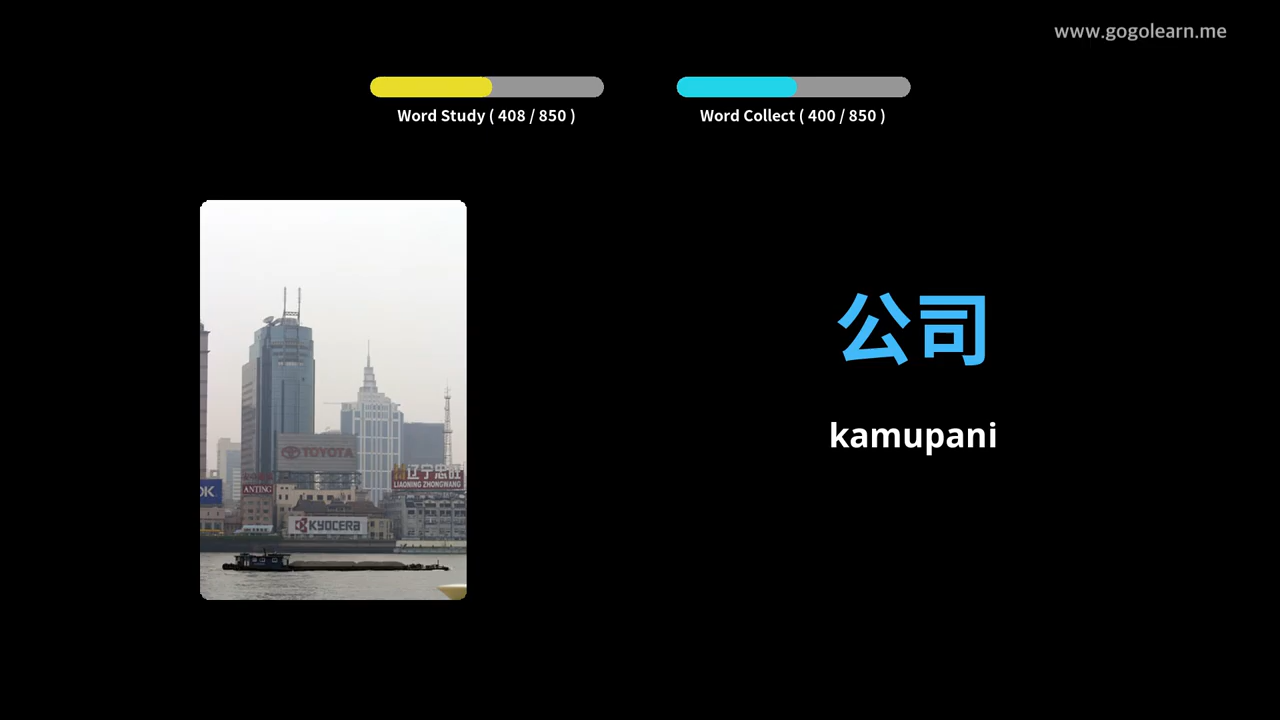 www.gogolearn.me
Word Study ( 408 / 850 )
Word Collect ( 400 / 850 )
公司
kamupani
TOYOTA
辽宁忠旺
LIAONING ZHONGWANG
ANTING
OK
KYOCERA